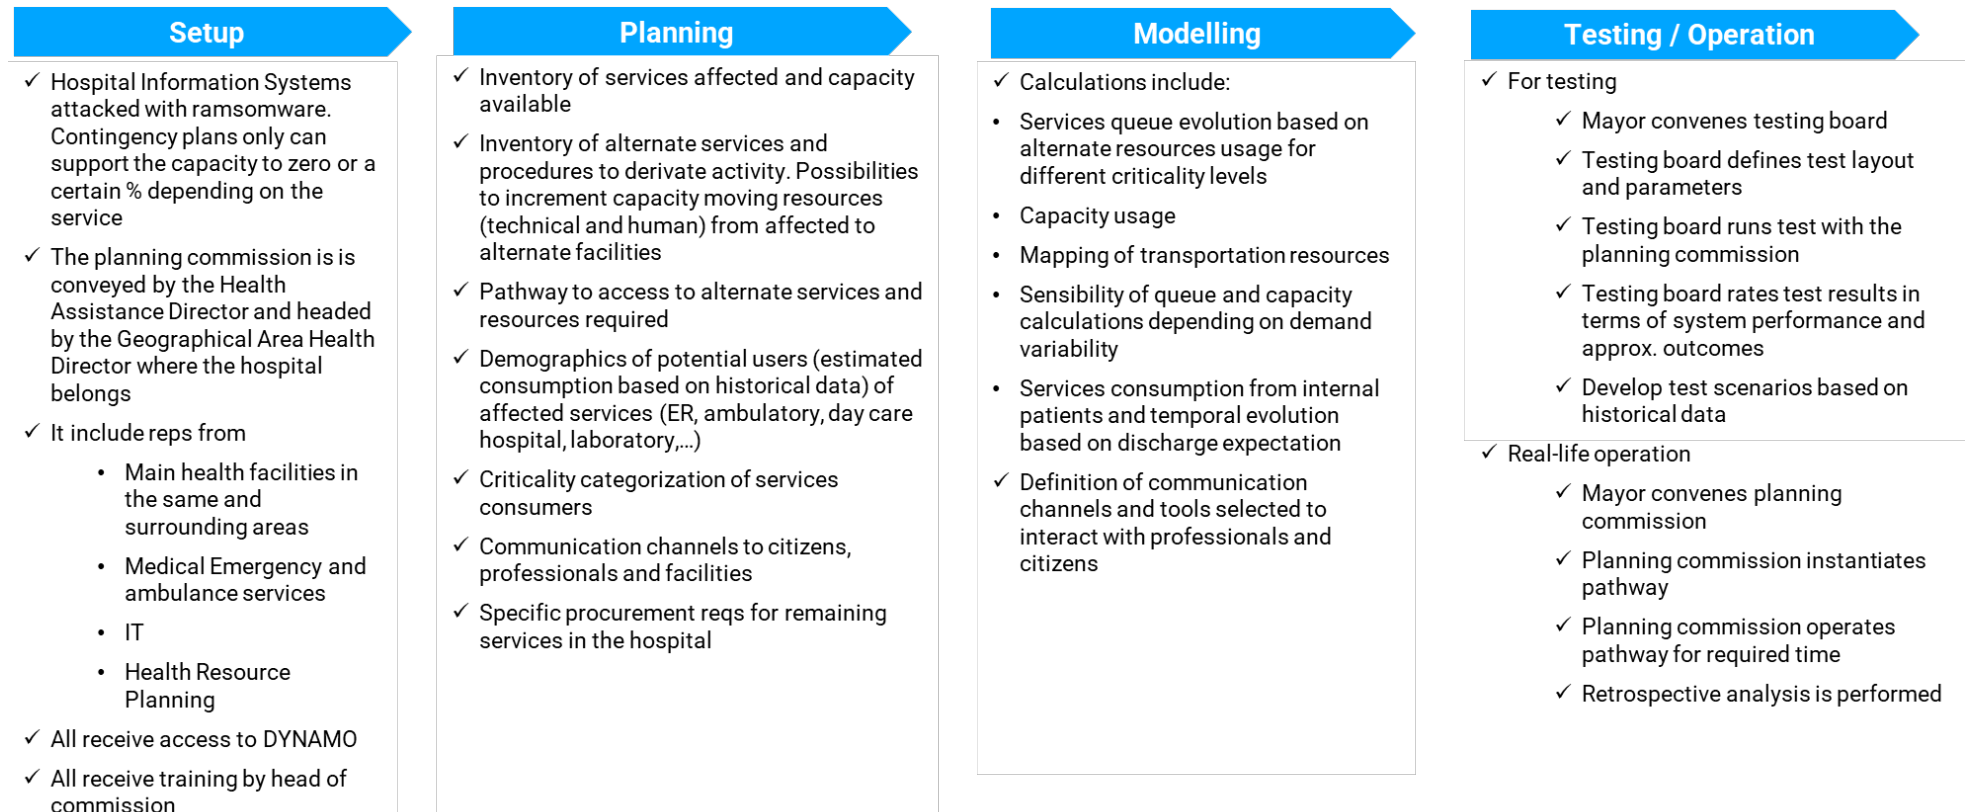 Setup
✓ Hospital Information Systems
attacked with ramsomware.
Contingency plans only can
support the capacity to zero or a
certain % depending on the
service
✓ The planning commission is is
conveyed by the Health
Assistance Director and headed
by the Geographical Area Health
Director where the hospital
belongs
✓ It include reps from
• Main health facilities in
the same and
surrounding areas
• Medical Emergency and
ambulance services
• IT
• Health Resource
Planning
✓ All receive access to DYNAMO
✓ All receive training by head of
commission
Planning
✓ Inventory of services affected and capacity
available
✓ Inventory of alternate services and
procedures to derivate activity. Possibilities
to increment capacity moving resources
(technical and human) from affected to
alternate facilities
✓ Pathway to access to alternate services and
resources required
✓ Demographics of potential users (estimated
consumption based on historical data) of
affected services (ER, ambulatory, day care
hospital, laboratory,...)
✓ Criticality categorization of services
consumers
✓ Communication channels to citizens,
professionals and facilities
✓ Specific procurement reqs for remaining
services in the hospital
Modelling
✓ Calculations include:
• Services queue evolution based on
alternate resources usage for
different criticality levels
• Capacity usage
• Mapping of transportation resources
• Sensibility of queue and capacity
calculations depending on demand
variability
• Services consumption from internal
patients and temporal evolution
based on discharge expectation
✓ Definition of communication
channels and tools selected to
interact with professionals and
citizens
Testing / Operation
✓ For testing
✓ Mayor convenes testing board
✓ Testing board defines test layout
and parameters
✓ Testing board runs test with the
planning commission
✓ Testing board rates test results in
terms of system performance and
approx. outcomes
✓ Develop test scenarios based on
historical data
✓ Real-life operation
✓ Mayor convenes planning
commission
✓ Planning commission instantiates
pathway
✓ Planning commission operates
pathway for required time
✓ Retrospective analysis is performed